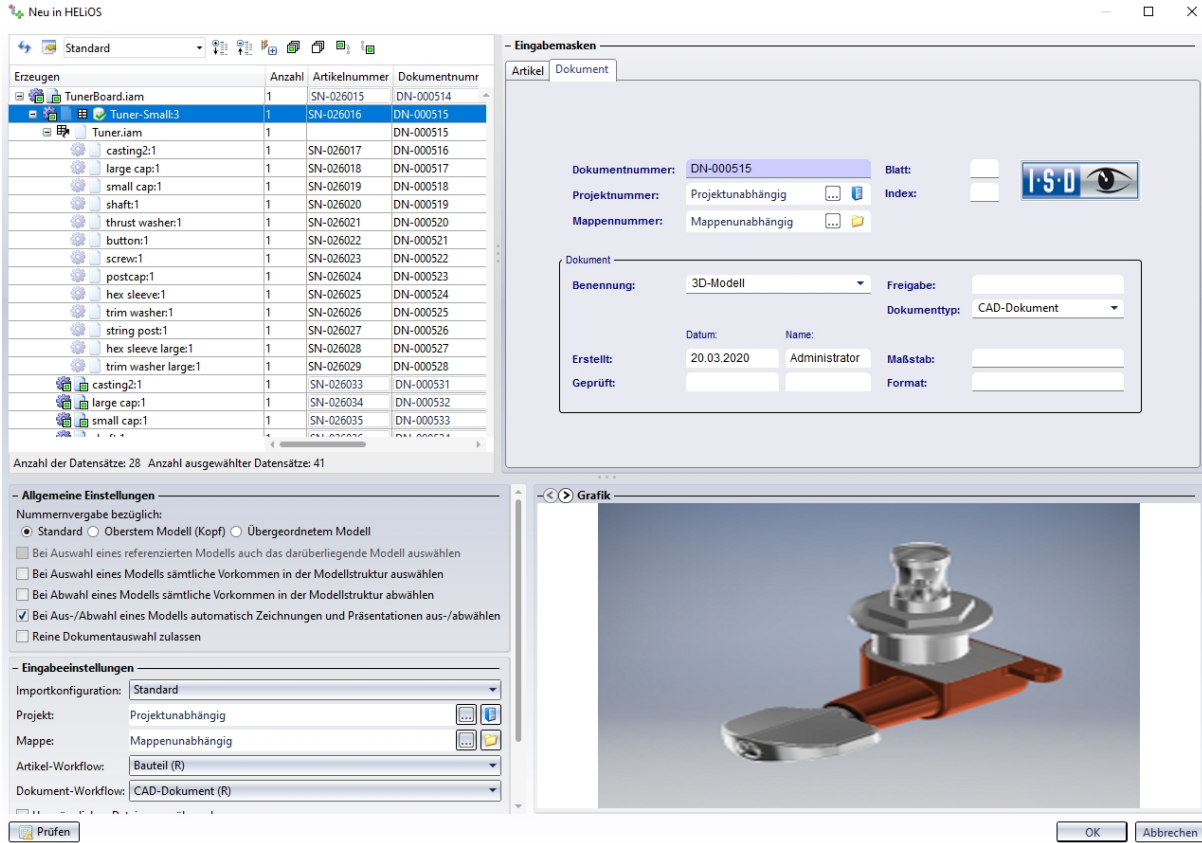 Neu in HELiOS
Standard
Erzeugen Anzahl Artikelnummer Dokumentnumr
TunerBoard.iam 1 SN-026015 DN-000514
Tuner-Small:3 1 SN-026016 DN-000515
Tuner.iam 1 DN-000515
casting2:1 1 SN-026017 DN-000516
large cap:1 1 SN-026018 DN-000517
small cap:1 1 SN-026019 DN-000518
shaft:1 1 SN-026020 DN-000519
thrust washer:1 1 SN-026021 DN-000520
button:1 1 SN-026022 DN-000521
screw:1 1 SN-026023 DN-000522
postcap:1 1 SN-026024 DN-000523
hex sleeve:1 1 SN-026025 DN-000524
trim washer:1 1 SN-026026 DN-000525
string post:1 1 SN-026027 DN-000526
hex sleeve large:1 1 SN-026028 DN-000527
trim washer large:1 1 SN-026029 DN-000528
casting2:1 1 SN-026033 DN-000531
large cap:1 1 SN-026034 DN-000532
small cap:1 1 SN-026035 DN-000533
Anzahl der Datensätze: 28 Anzahl ausgewählter Datensätze: 41
Eingabemasken
Artikel Dokument
Dokumentnummer: DN-000515 Blatt:
Projektnummer: Projektunabhängig ... Index:
Mappennummer: Mappenunabhängig ...
I·S·D
Dokument
Benennung: 3D-Modell Freigabe:
Dokumenttyp: CAD-Dokument
Datum: Name:
Erstellt: 20.03.2020 Administrator Maßstab:
Geprüft: Format:
Allgemeine Einstellungen
Nummernvergabe bezüglich:
Standard Oberstem Modell (Kopf) Übergeordnetem Modell
Bei Auswahl eines referenzierten Modells auch das darüberliegende Modell auswählen
Bei Auswahl eines Modells sämtliche Vorkommen in der Modellstruktur auswählen
Bei Abwahl eines Modells sämtliche Vorkommen in der Modellstruktur abwählen
Bei Aus-/Abwahl eines Modells automatisch Zeichnungen und Präsentationen aus-/abwählen
Reine Dokumentauswahl zulassen
Eingabeeinstellungen
Importkonfiguration: Standard
Projekt: Projektunabhängig ...
Mappe: Mappenunabhängig ...
Artikel-Workflow: Bauteil (R)
Dokument-Workflow: CAD-Dokument (R)
Grafik
Prüfen
OK Abbrechen